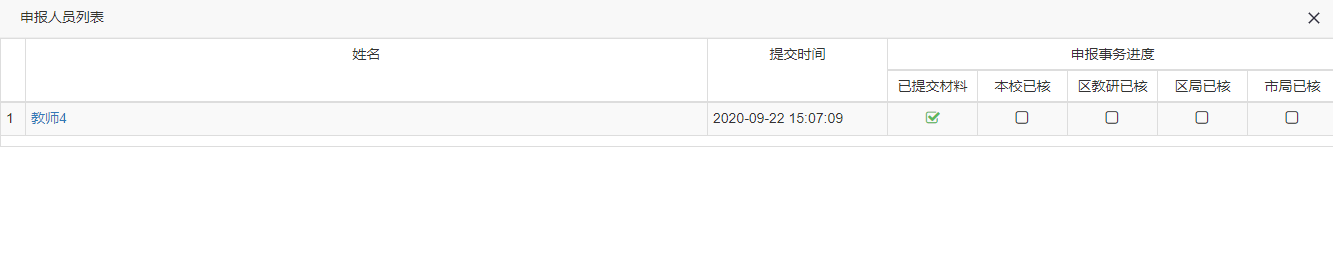 申报人员列表
姓名 提交时间 申报事务进度
已提交材料 本校已核 区教研已核 区局已核 市局已核
1 教师4 2020-09-22 15:07:09